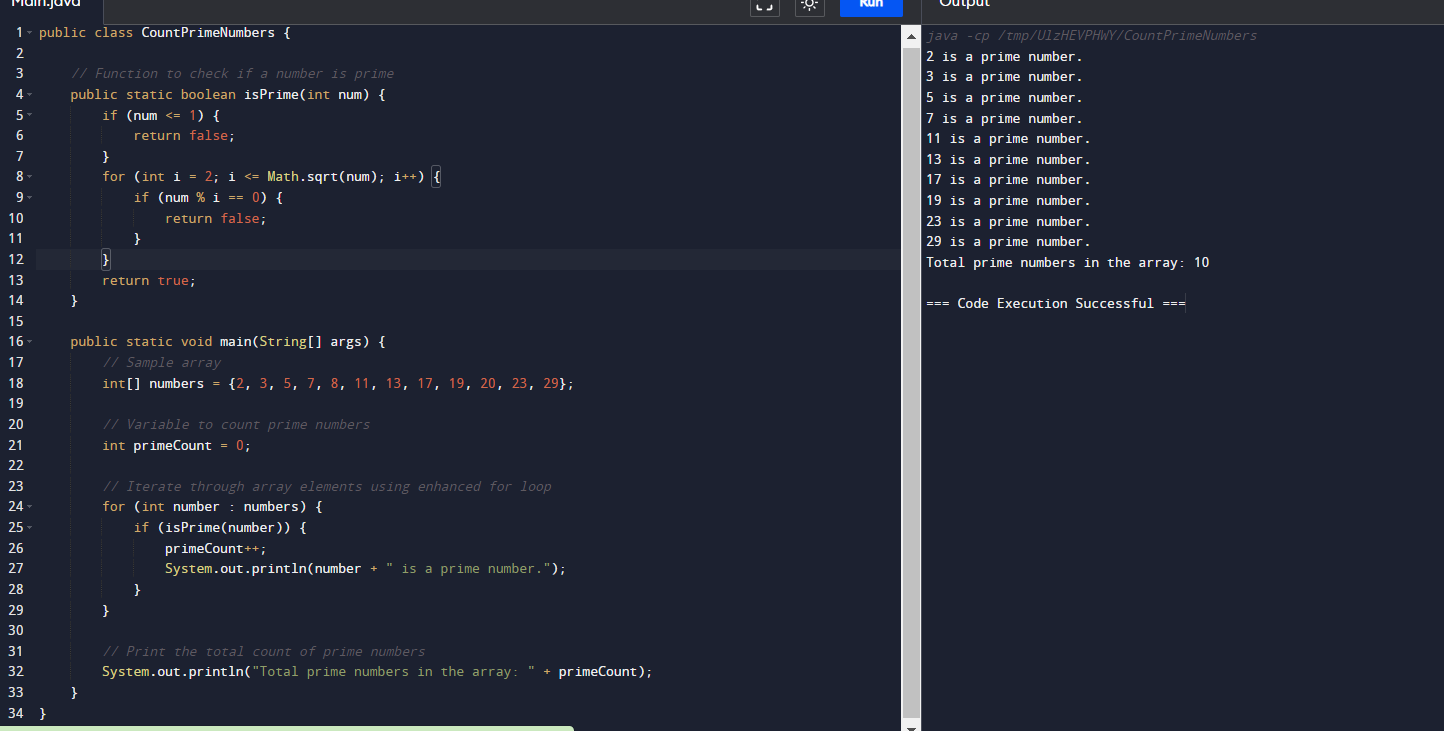 Main.java
Run
Output
1 public class CountPrimeNumbers {
2
3     // Function to check if a number is prime
4     public static boolean isPrime(int num) {
5         if (num <= 1) {
6             return false;
7         }
8         for (int i = 2; i <= Math.sqrt(num); i++) {
9             if (num % i == 0) {
10                 return false;
11             }
12         }
13         return true;
14     }
15
16     public static void main(String[] args) {
17         // Sample array
18         int[] numbers = {2, 3, 5, 7, 8, 11, 13, 17, 19, 20, 23, 29};
19
20         // Variable to count prime numbers
21         int primeCount = 0;
22
23         // Iterate through array elements using enhanced for loop
24         for (int number : numbers) {
25             if (isPrime(number)) {
26                 primeCount++;
27                 System.out.println(number + " is a prime number.");
28             }
29         }
30
31         // Print the total count of prime numbers
32         System.out.println("Total prime numbers in the array: " + primeCount);
33     }
34 }
java -cp /tmp/UlzHEVPHWY/CountPrimeNumbers
2 is a prime number.
3 is a prime number.
5 is a prime number.
7 is a prime number.
11 is a prime number.
13 is a prime number.
17 is a prime number.
19 is a prime number.
23 is a prime number.
29 is a prime number.
Total prime numbers in the array: 10

=== Code Execution Successful ===